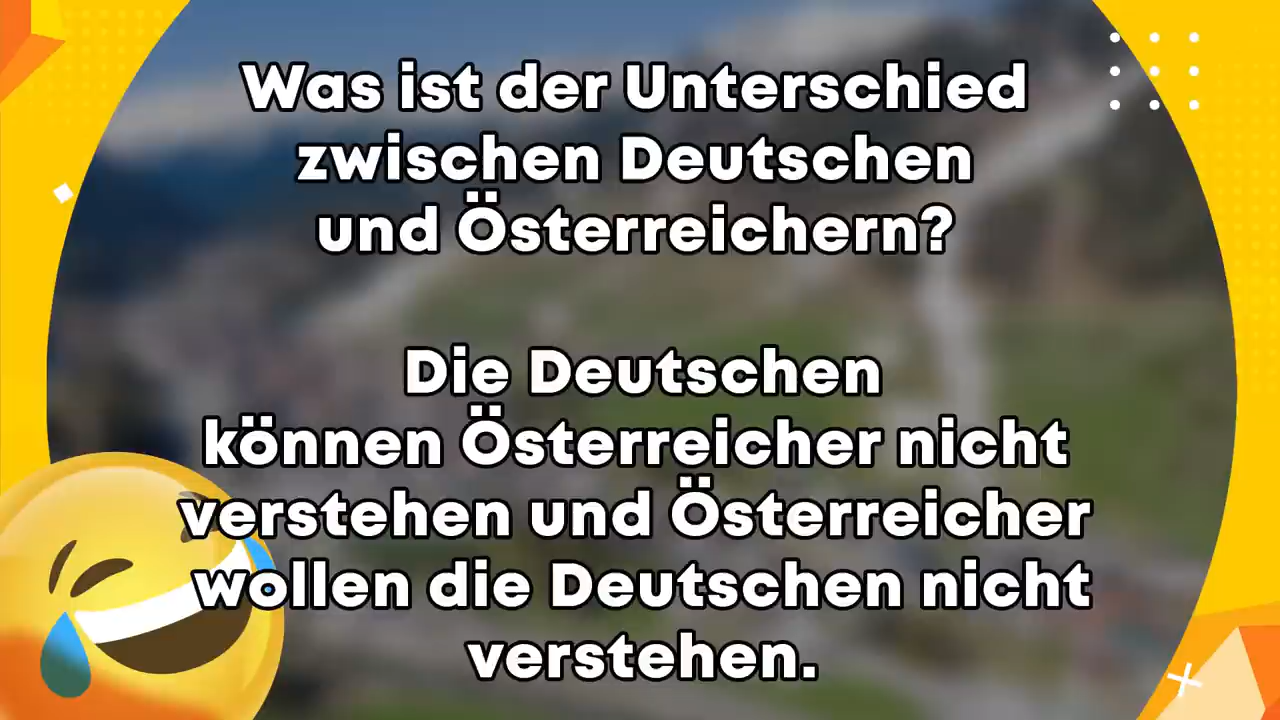 Was ist der Unterschied
zwischen Deutschen
und Österreichern?
Die Deutschen
können Österreicher nicht
verstehen und Österreicher
wollen die Deutschen nicht
verstehen.